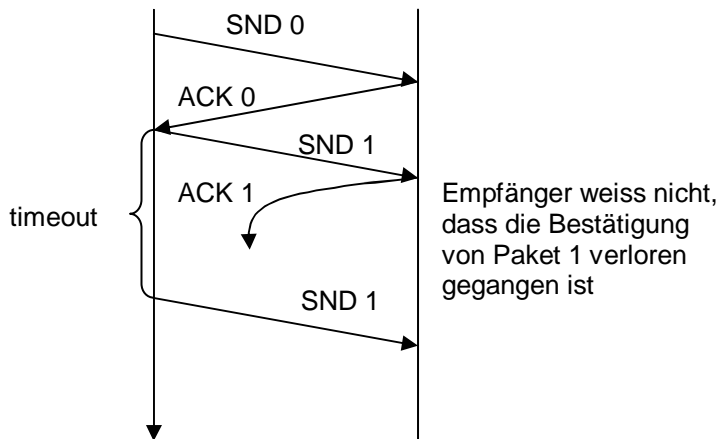 SND 0
ACK 0
SND 1
ACK 1
timeout
Empfänger weiss nicht,
dass die Bestätigung
von Paket 1 verloren
gegangen ist
SND 1